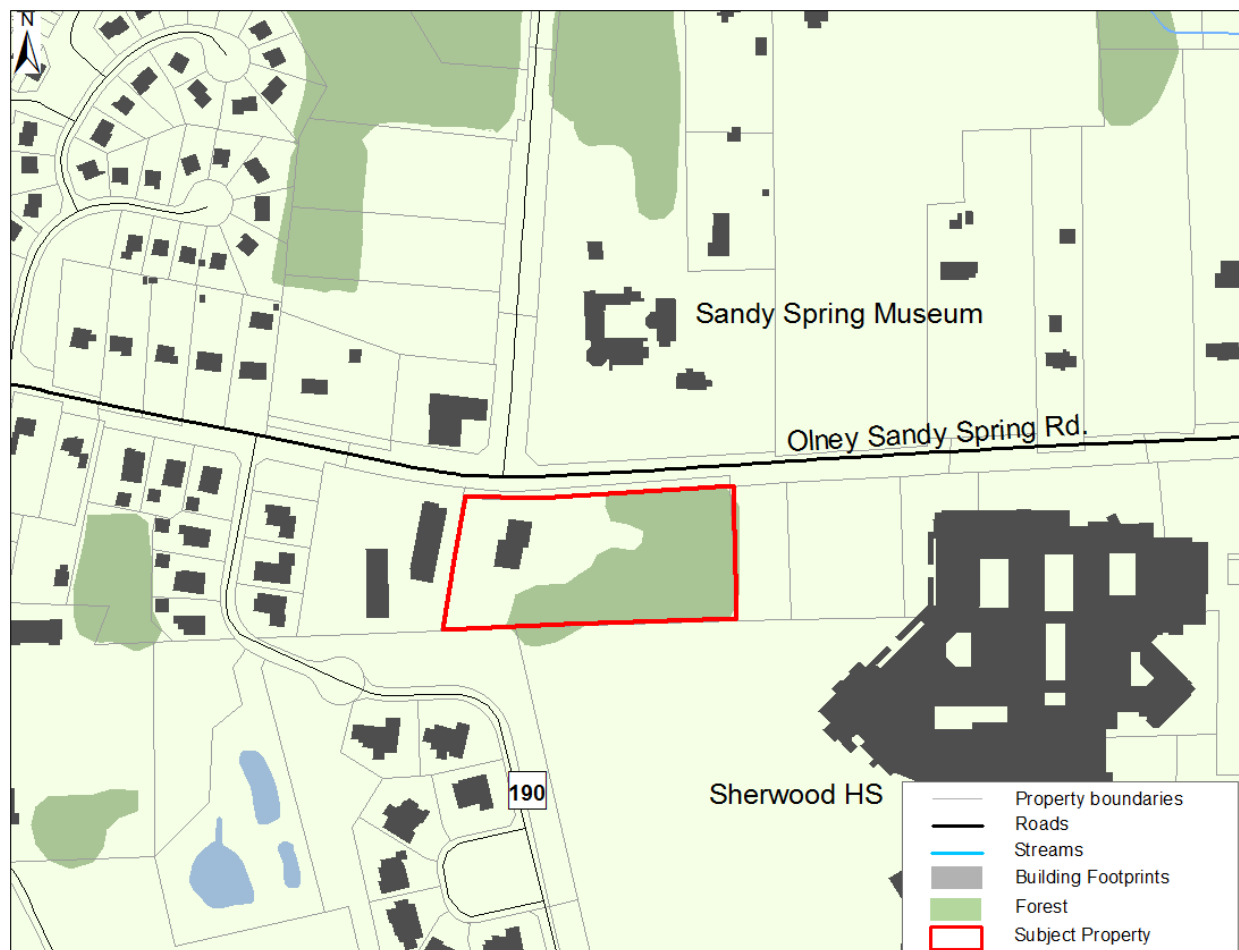 N
Sandy Spring Museum
Olney Sandy Spring Rd.
190
Sherwood HS
Property boundaries
Roads
Streams
Building Footprints
Forest
Subject Property